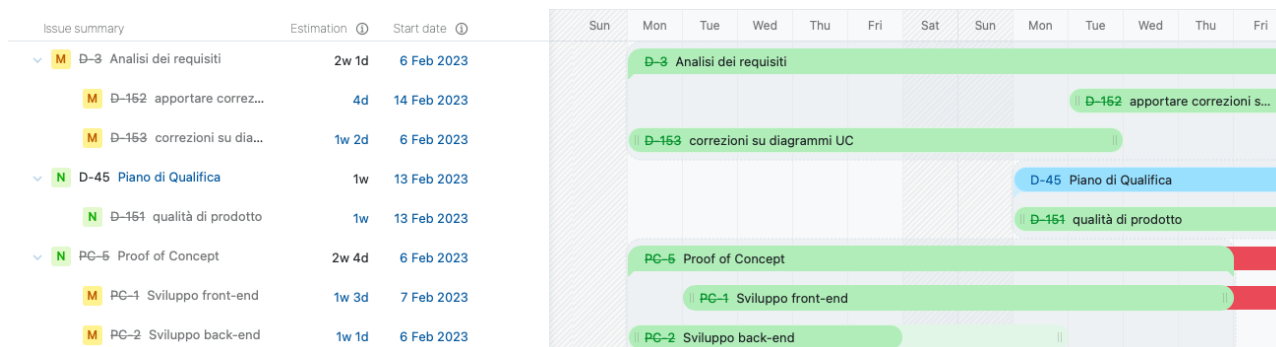 Issue summary Estimation Start date Sun Mon Tue Wed Thu Fri Sat Sun Mon Tue Wed Thu Fri
M D-3 Analisi dei requisiti 2w 1d 6 Feb 2023 D-3 Analisi dei requisiti
M D-152 apportare correz... 4d 14 Feb 2023 D-152 apportare correzioni s...
M D-153 correzioni su dia... 1w 2d 6 Feb 2023 D-153 correzioni su diagrammi UC
N D-45 Piano di Qualifica 1w 13 Feb 2023 D-45 Piano di Qualifica
N D-151 qualità di prodotto 1w 13 Feb 2023 D-151 qualità di prodotto
N PC-5 Proof of Concept 2w 4d 6 Feb 2023 PC-5 Proof of Concept
M PC-1 Sviluppo front-end 1w 3d 7 Feb 2023 PC-1 Sviluppo front-end
M PC-2 Sviluppo back-end 1w 1d 6 Feb 2023 PC-2 Sviluppo back-end